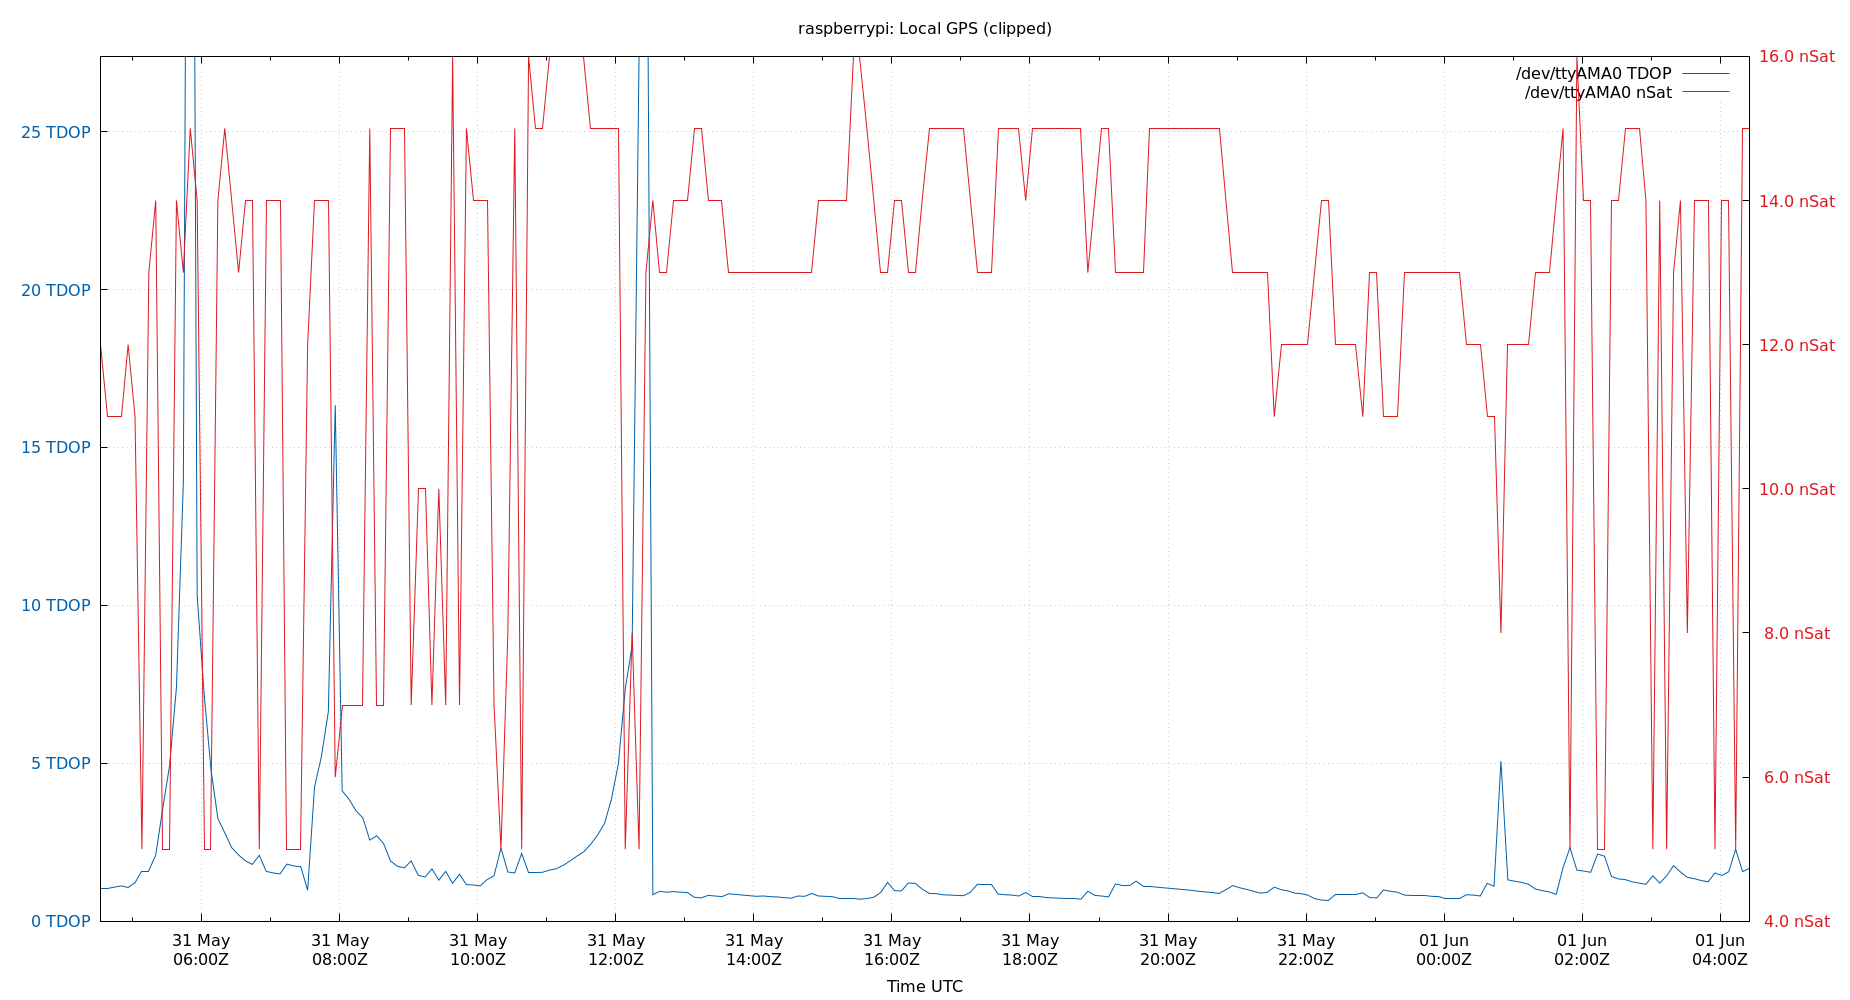 raspberrypi: Local GPS (clipped)
16.0 nSat
/dev/ttyAMA0 TDOP
/dev/ttyAMA0 nSat
25 TDOP
14.0 nSat
20 TDOP
12.0 nSat
15 TDOP
10.0 nSat
10 TDOP
8.0 nSat
5 TDOP
6.0 nSat
0 TDOP
4.0 nSat
31 May 31 May 31 May 31 May 31 May 31 May 31 May 31 May 31 May 01 Jun 01 Jun 01 Jun
06:00Z 08:00Z 10:00Z 12:00Z 14:00Z 16:00Z 18:00Z 20:00Z 22:00Z 00:00Z 02:00Z 04:00Z
Time UTC